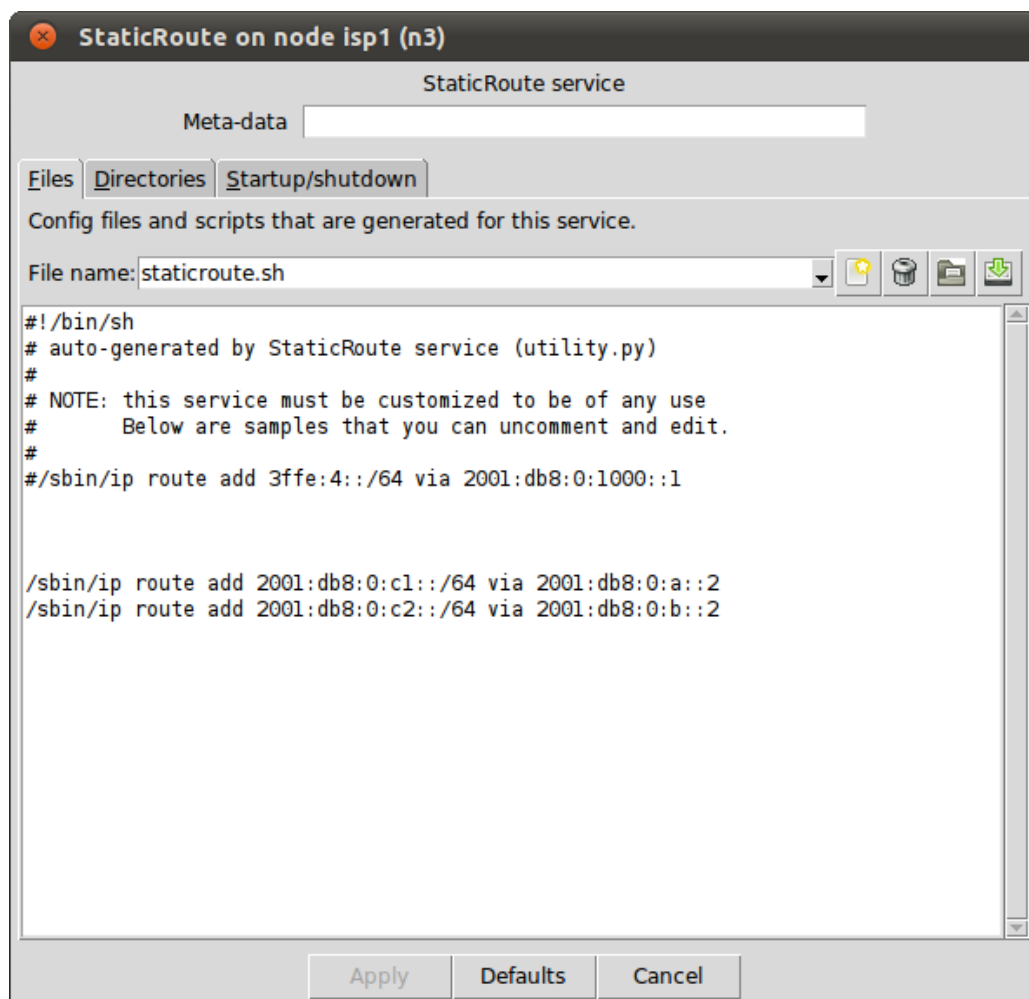 StaticRoute on node isp1 (n3)
StaticRoute service
Meta-data
Files Directories Startup/shutdown
Config files and scripts that are generated for this service.
File name: staticroute.sh
#!/bin/sh
# auto-generated by StaticRoute service (utility.py)
#
# NOTE: this service must be customized to be of any use
#       Below are samples that you can uncomment and edit.
#
#/sbin/ip route add 3ffe:4::/64 via 2001:db8:0:1000::1
/sbin/ip route add 2001:db8:0:c1::/64 via 2001:db8:0:a::2
/sbin/ip route add 2001:db8:0:c2::/64 via 2001:db8:0:b::2
Apply Defaults Cancel